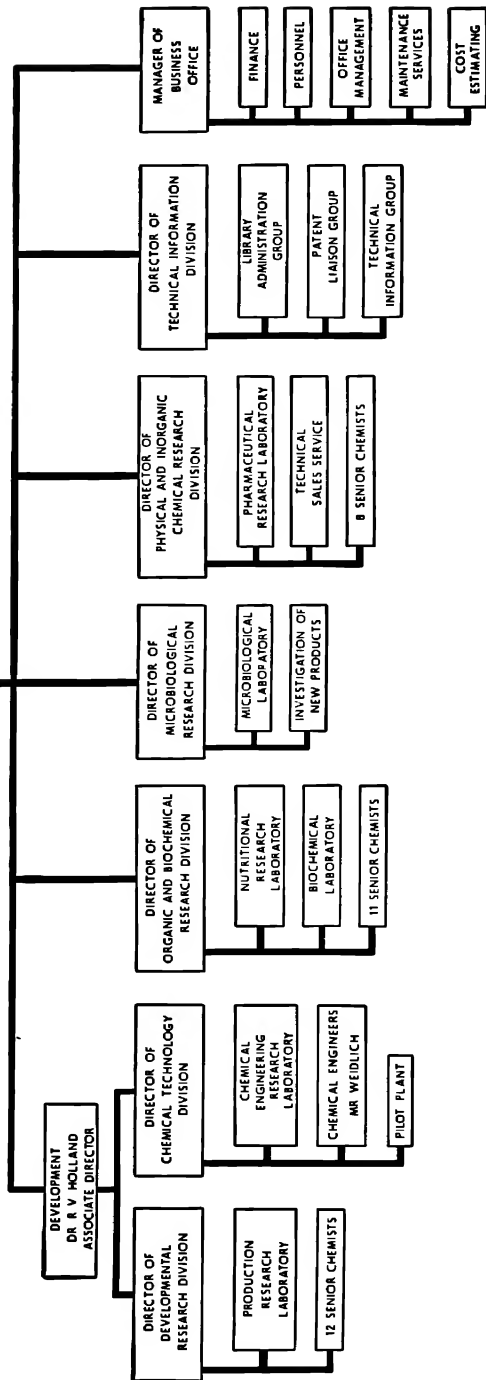 DEVELOPMENT
DR R V HOLLAND
ASSOCIATE DIRECTOR
DIRECTOR OF
DEVELOPMENTAL
RESEARCH DIVISION
PRODUCTION
RESEARCH
LABORATORY
12 SENIOR CHEMISTS
DIRECTOR OF
CHEMICAL TECHNOLOGY
DIVISION
CHEMICAL
ENGINEERING
RESEARCH
LABORATORY
CHEMICAL ENGINEERS
MR WEIDLICH
PILOT PLANT
DIRECTOR OF
ORGANIC AND BIOCHEMICAL
RESEARCH DIVISION
NUTRITIONAL
RESEARCH
LABORATORY
BIOCHEMICAL
LABORATORY
11 SENIOR CHEMISTS
DIRECTOR OF
MICROBIOLOGICAL
RESEARCH DIVISION
MICROBIOLOGICAL
LABORATORY
INVESTIGATION OF
NEW PRODUCTS
DIRECTOR OF
PHYSICAL AND INORGANIC
CHEMICAL RESEARCH
DIVISION
PHARMACEUTICAL
RESEARCH LABORATORY
TECHNICAL
SALES SERVICE
8 SENIOR CHEMISTS
DIRECTOR OF
TECHNICAL INFORMATION
DIVISION
LIBRARY
ADMINISTRATION
GROUP
PATENT
LIAISON GROUP
TECHNICAL
INFORMATION GROUP
MANAGER OF
BUSINESS
OFFICE
FINANCE
PERSONNEL
OFFICE
MANAGEMENT
MAINTENANCE
SERVICES
COST
ESTIMATING